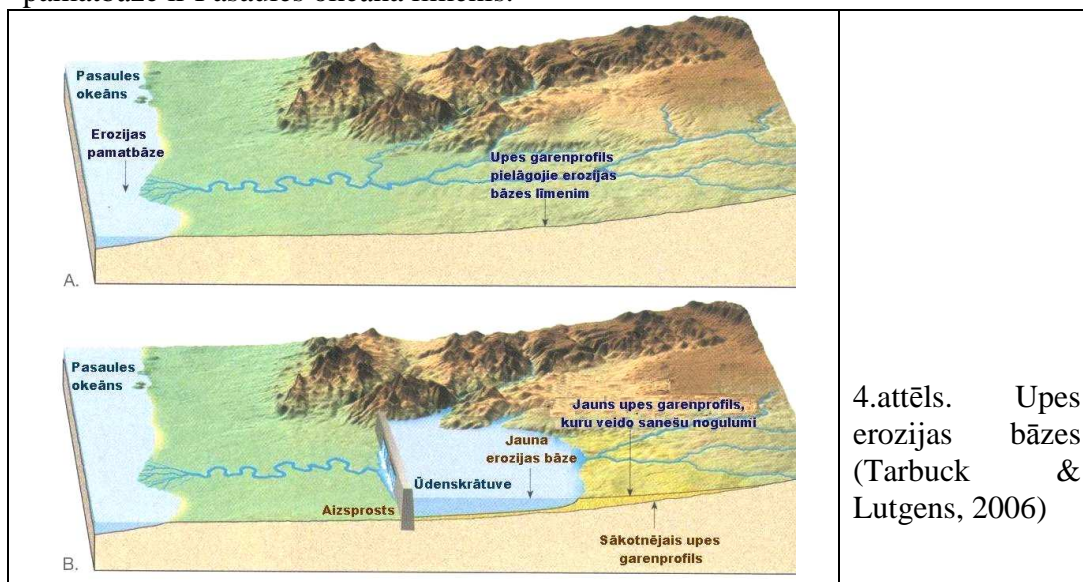 pamatbāze ir Pasaules okeāna līmenis.
Pasaules
okeāns
Erozijas
pamatbāze
Upes garenprofils
pielāgojie erozijas
bāzes līmenim
A.
Pasaules
okeāns
Jauns upes garenprofils,
kuru veido sanešu nogulumi
Jauna
erozijas bāze
Ūdenskrātuve
Aizsprosts
Sākotnējais upes
garenprofils
B.
4.attēls. Upes
erozijas bāzes
(Tarbuck &
Lutgens, 2006)